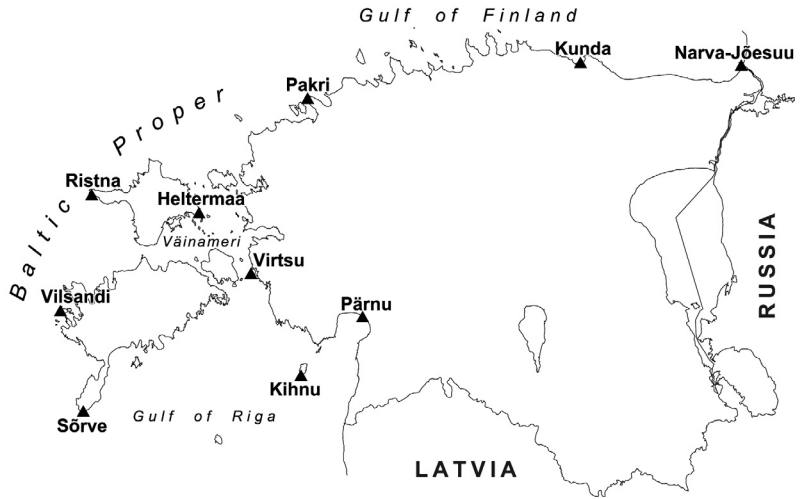 Gulf of Finland
Kunda
Narva-Jõesuu
Pakri
Baltic Proper
Ristna
Heltermaa
Väinameri
Virtsu
RUSSIA
Vilsandi
Pärnu
Kihnu
Sõrve
Gulf of Riga
LATVIA